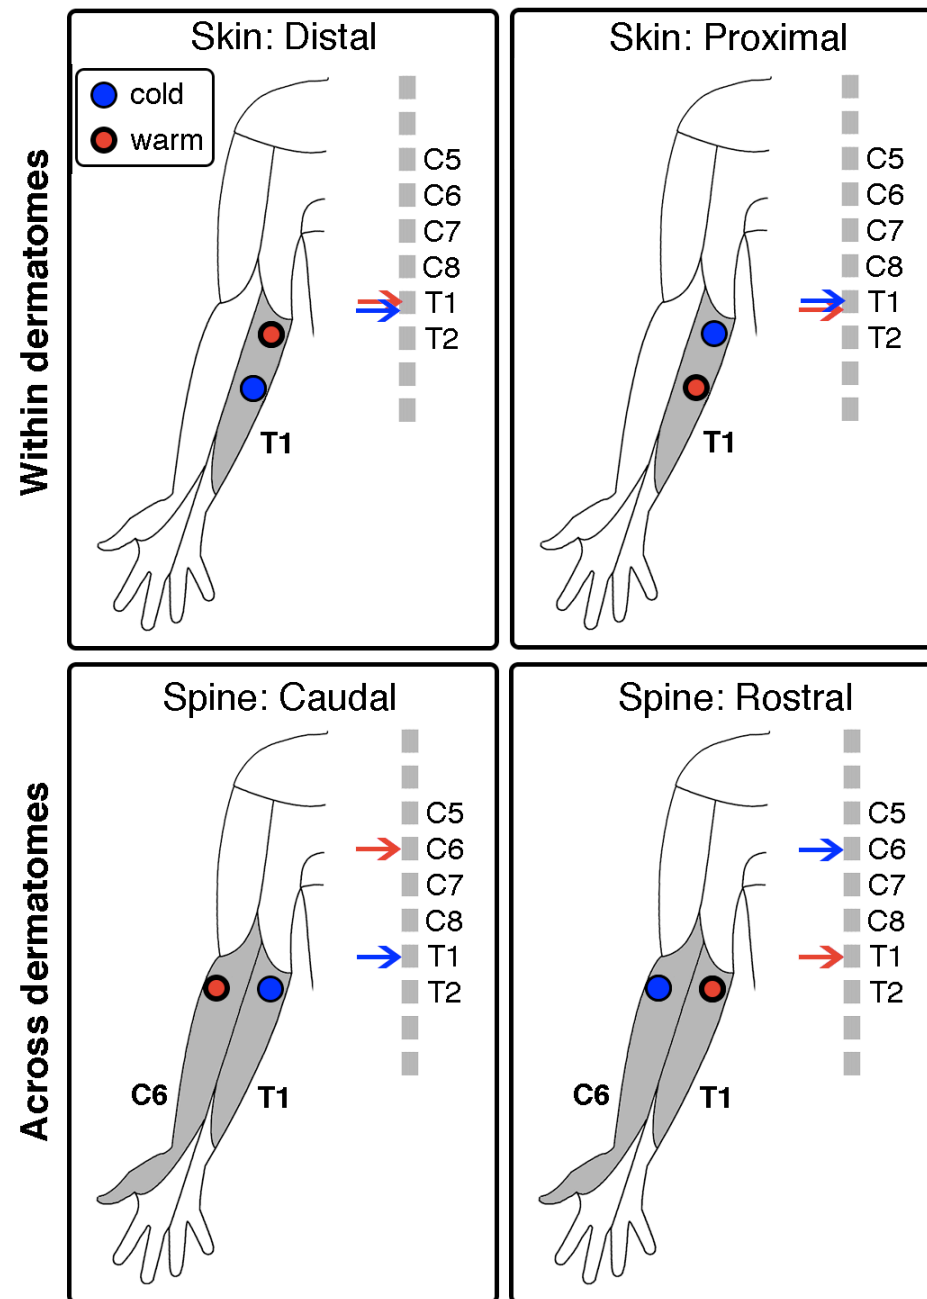 Within dermatomes
Skin: Distal
cold
warm
C5
C6
C7
C8
T1
T2
T1
Skin: Proximal
C5
C6
C7
C8
T1
T2
T1
Across dermatomes
Spine: Caudal
C5
C6
C7
C8
T1
T2
C6
T1
Spine: Rostral
C5
C6
C7
C8
T1
T2
C6
T1